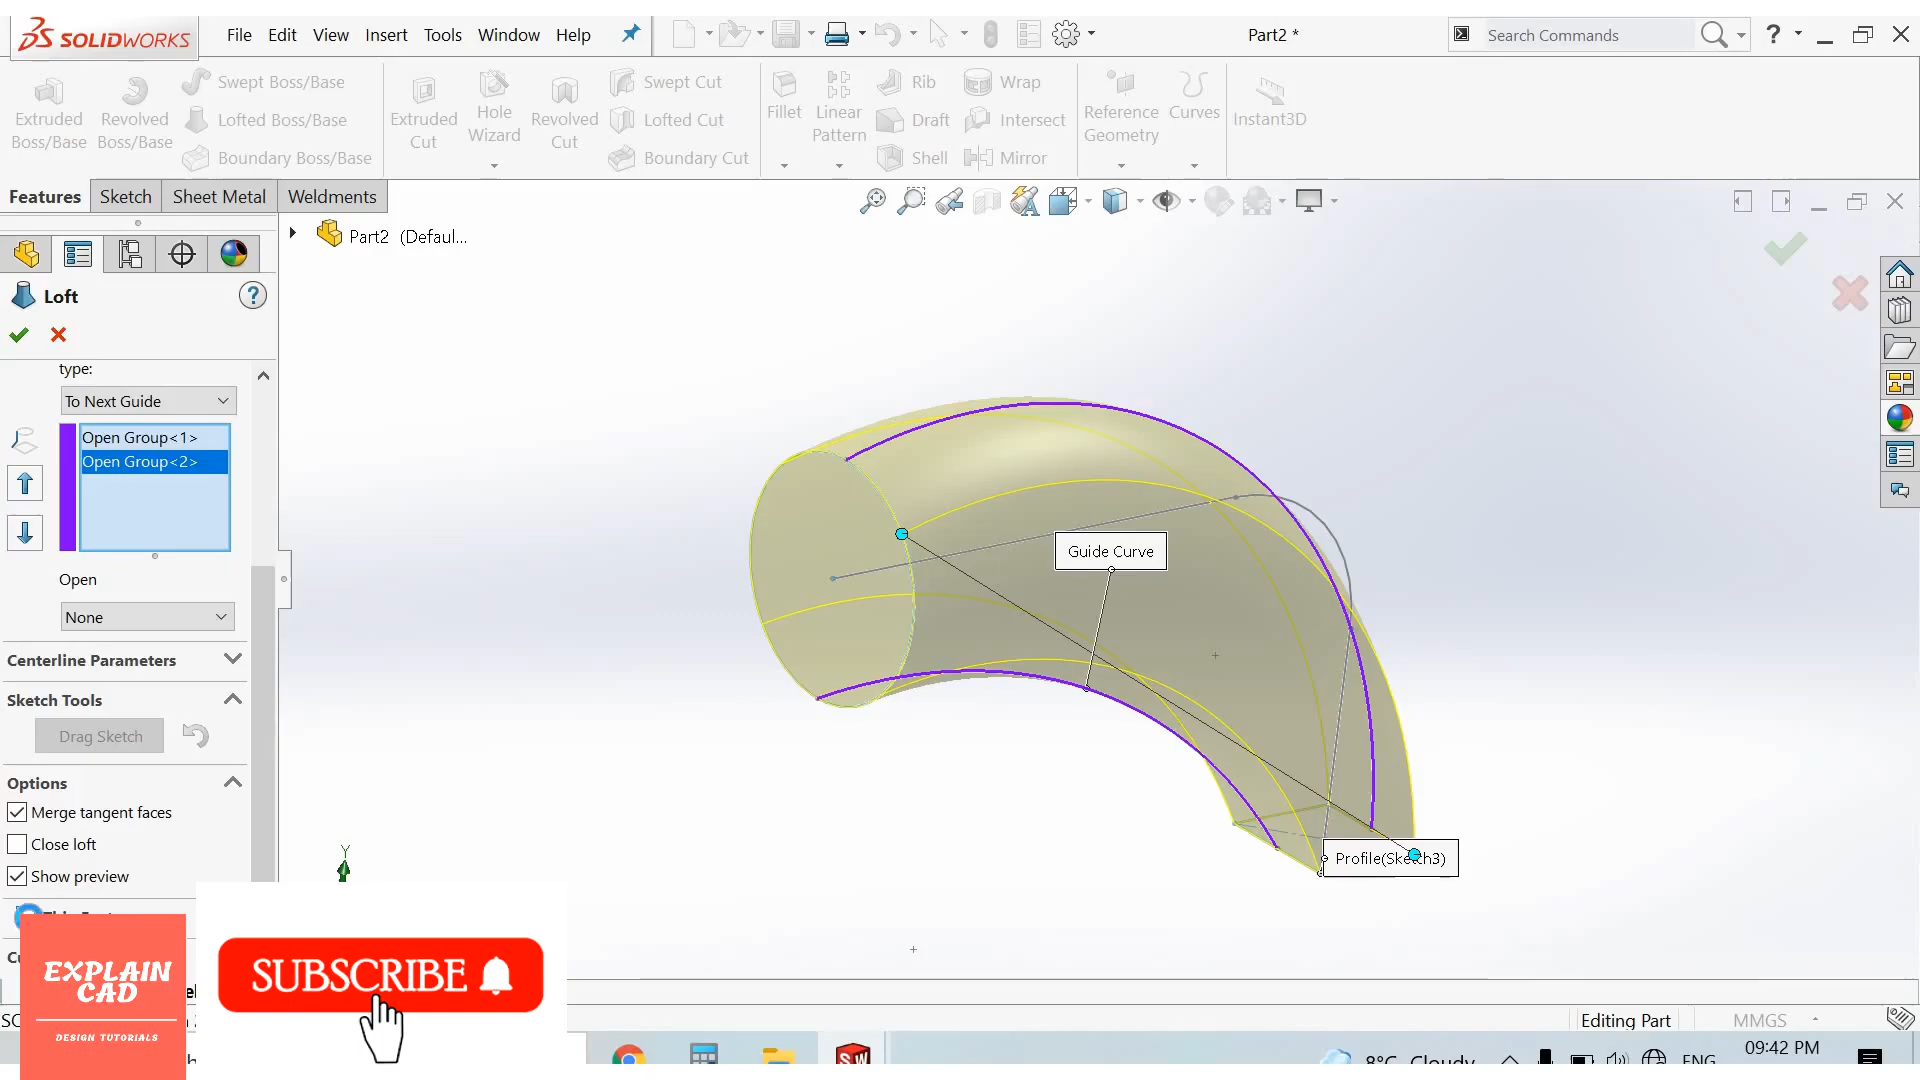 SOLIDWORKS File Edit View Insert Tools Window Help Part2 * Search Commands ?
Extruded Boss/Base
Revolved Boss/Base
Swept Boss/Base
Lofted Boss/Base
Boundary Boss/Base
Extruded Cut
Hole Wizard
Revolved Cut
Swept Cut
Lofted Cut
Boundary Cut
Fillet
Linear Pattern
Rib
Draft
Shell
Wrap
Intersect
Mirror
Reference Geometry
Curves
Instant3D
Features Sketch Sheet Metal Weldments
Part2 (Defaul...
Loft ?
type:
To Next Guide
Open Group<1>
Open Group<2>
Open
None
Centerline Parameters
Sketch Tools
Drag Sketch
Options
Merge tangent faces
Close loft
Show preview
Guide Curve
Profile(Sketch3)
Y
EXPLAIN
CAD
DESIGN TUTORIALS
SUBSCRIBE
Editing Part MMGS
SW 8°C Cloudy ENG 09:42 PM